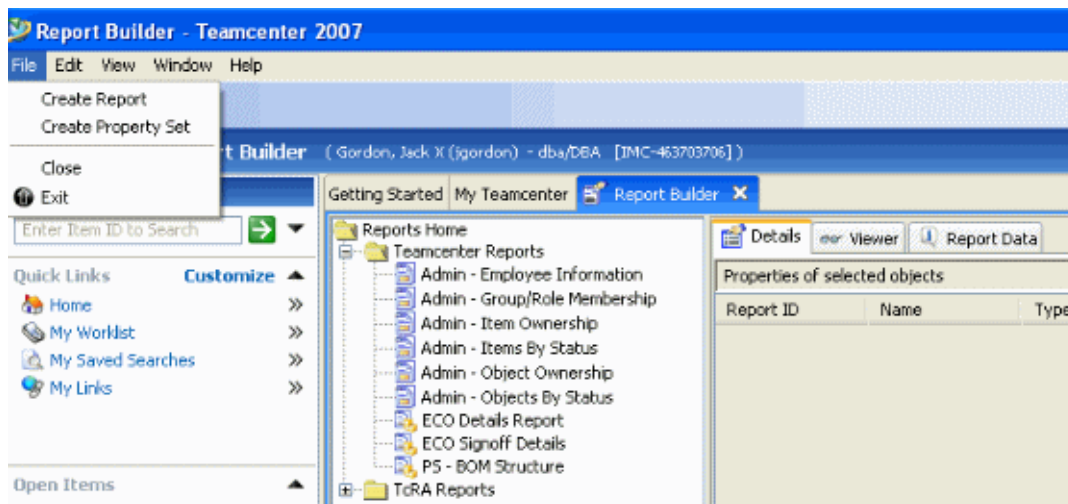 Report Builder - Teamcenter 2007
File Edit View Window Help
Create Report
Create Property Set
Close
Exit
t Builder ( Gordon, Jack X (jgordon) - dba/DBA [IMC-463703706] )
Getting Started My Teamcenter Report Builder
Enter Item ID to Search
Quick Links Customize
Home
My Worklist
My Saved Searches
My Links
Open Items
Reports Home
Teamcenter Reports
Admin - Employee Information
Admin - Group/Role Membership
Admin - Item Ownership
Admin - Items By Status
Admin - Object Ownership
Admin - Objects By Status
ECO Details Report
ECO Signoff Details
PS - BOM Structure
TcRA Reports
Details Viewer Report Data
Properties of selected objects
Report ID Name Type